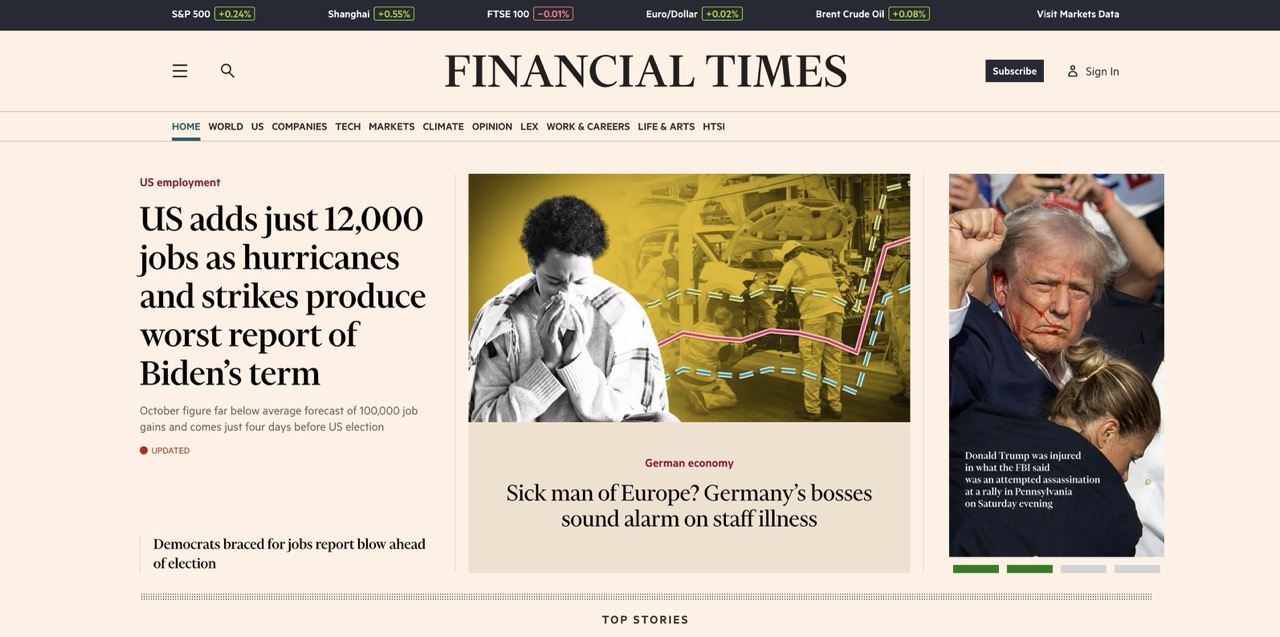 S&P 500 +0.24% Shanghai +0.55% FTSE 100 −0.01% Euro/Dollar +0.02% Brent Crude Oil +0.08% Visit Markets Data
FINANCIAL TIMES
Subscribe Sign In
HOME WORLD US COMPANIES TECH MARKETS CLIMATE OPINION LEX WORK & CAREERS LIFE & ARTS HTSI
US employment
US adds just 12,000
jobs as hurricanes
and strikes produce
worst report of
Biden’s term
October figure far below average forecast of 100,000 job
gains and comes just four days before US election
UPDATED
Democrats braced for jobs report blow ahead
of election
German economy
Sick man of Europe? Germany’s bosses
sound alarm on staff illness
Donald Trump was injured
in what the FBI said
was an attempted assassination
at a rally in Pennsylvania
on Saturday evening
TOP STORIES